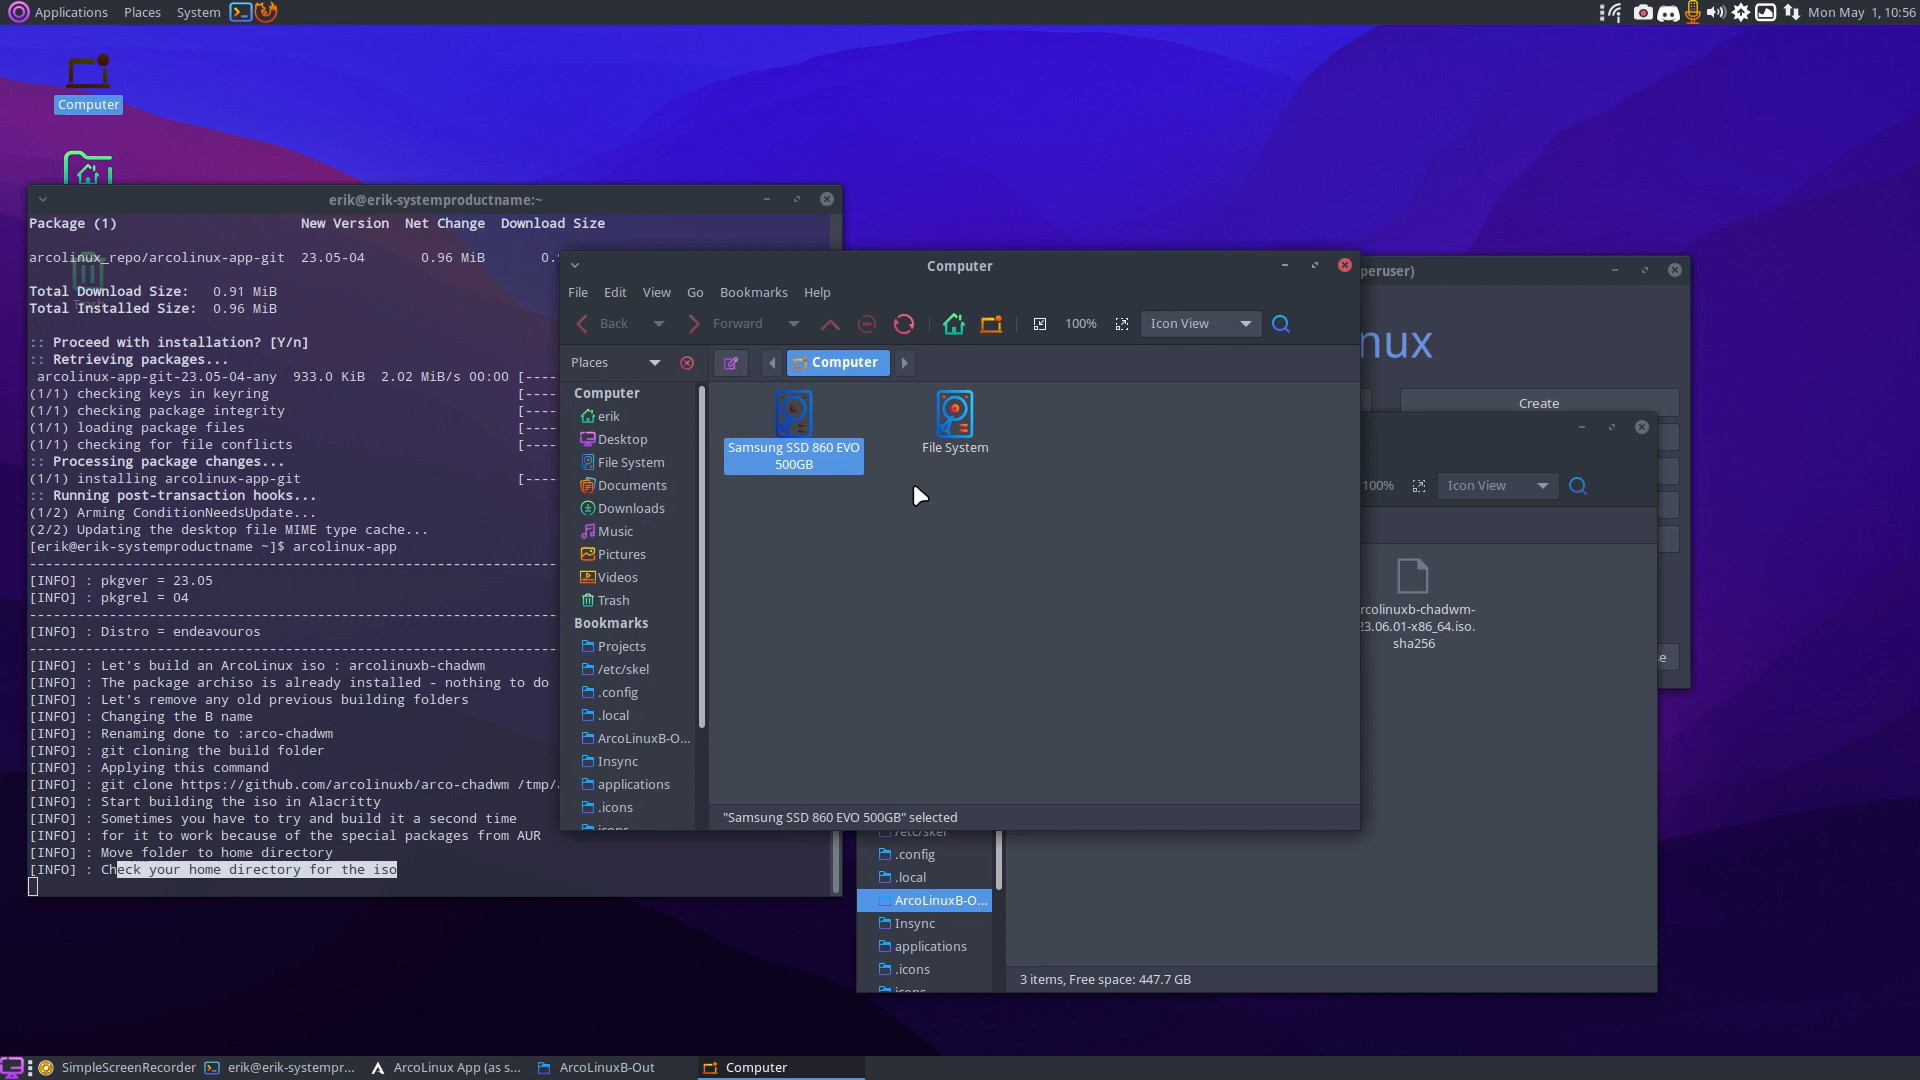 Applications Places System
Mon May 1, 10:56
Computer
erik@erik-systemproductname:~
Package (1) New Version Net Change Download Size
arcolinux_repo/arcolinux-app-git 23.05-04 0.96 MiB
Total Download Size: 0.91 MiB
Total Installed Size: 0.96 MiB
:: Proceed with installation? [Y/n]
:: Retrieving packages...
arcolinux-app-git-23.05-04-any 933.0 KiB 2.02 MiB/s 00:00 [----
(1/1) checking keys in keyring [----
(1/1) checking package integrity [----
(1/1) loading package files [----
(1/1) checking for file conflicts [----
:: Processing package changes...
(1/1) installing arcolinux-app-git [----
:: Running post-transaction hooks...
(1/2) Arming ConditionNeedsUpdate...
(2/2) Updating the desktop file MIME type cache...
[erik@erik-systemproductname ~]$ arcolinux-app
[INFO] : pkgver = 23.05
[INFO] : pkgrel = 04
[INFO] : Distro = endeavouros
[INFO] : Let's build an ArcoLinux iso : arcolinuxb-chadwm
[INFO] : The package archiso is already installed - nothing to do
[INFO] : Let's remove any old previous building folders
[INFO] : Changing the B name
[INFO] : Renaming done to :arco-chadwm
[INFO] : git cloning the build folder
[INFO] : Applying this command
[INFO] : git clone https://github.com/arcolinuxb/arco-chadwm /tmp/
[INFO] : Start building the iso in Alacritty
[INFO] : Sometimes you have to try and build it a second time
[INFO] : for it to work because of the special packages from AUR
[INFO] : Move folder to home directory
[INFO] : Check your home directory for the iso
Computer
File Edit View Go Bookmarks Help
Back Forward 100% Icon View
Places Computer
Computer
erik
Desktop
File System
Documents
Downloads
Music
Pictures
Videos
Trash
Bookmarks
Projects
/etc/skel
.config
.local
ArcoLinuxB-O...
Insync
applications
.icons
Samsung SSD 860 EVO
500GB
File System
"Samsung SSD 860 EVO 500GB" selected
peruser)
nux
Create
100% Icon View
rcolinuxb-chadwm-
23.06.01-x86_64.iso.
sha256
/etc/skel
.config
.local
ArcoLinuxB-O...
Insync
applications
.icons
3 items, Free space: 447.7 GB
SimpleScreenRecorder erik@erik-systempr... ArcoLinux App (as s... ArcoLinuxB-Out Computer